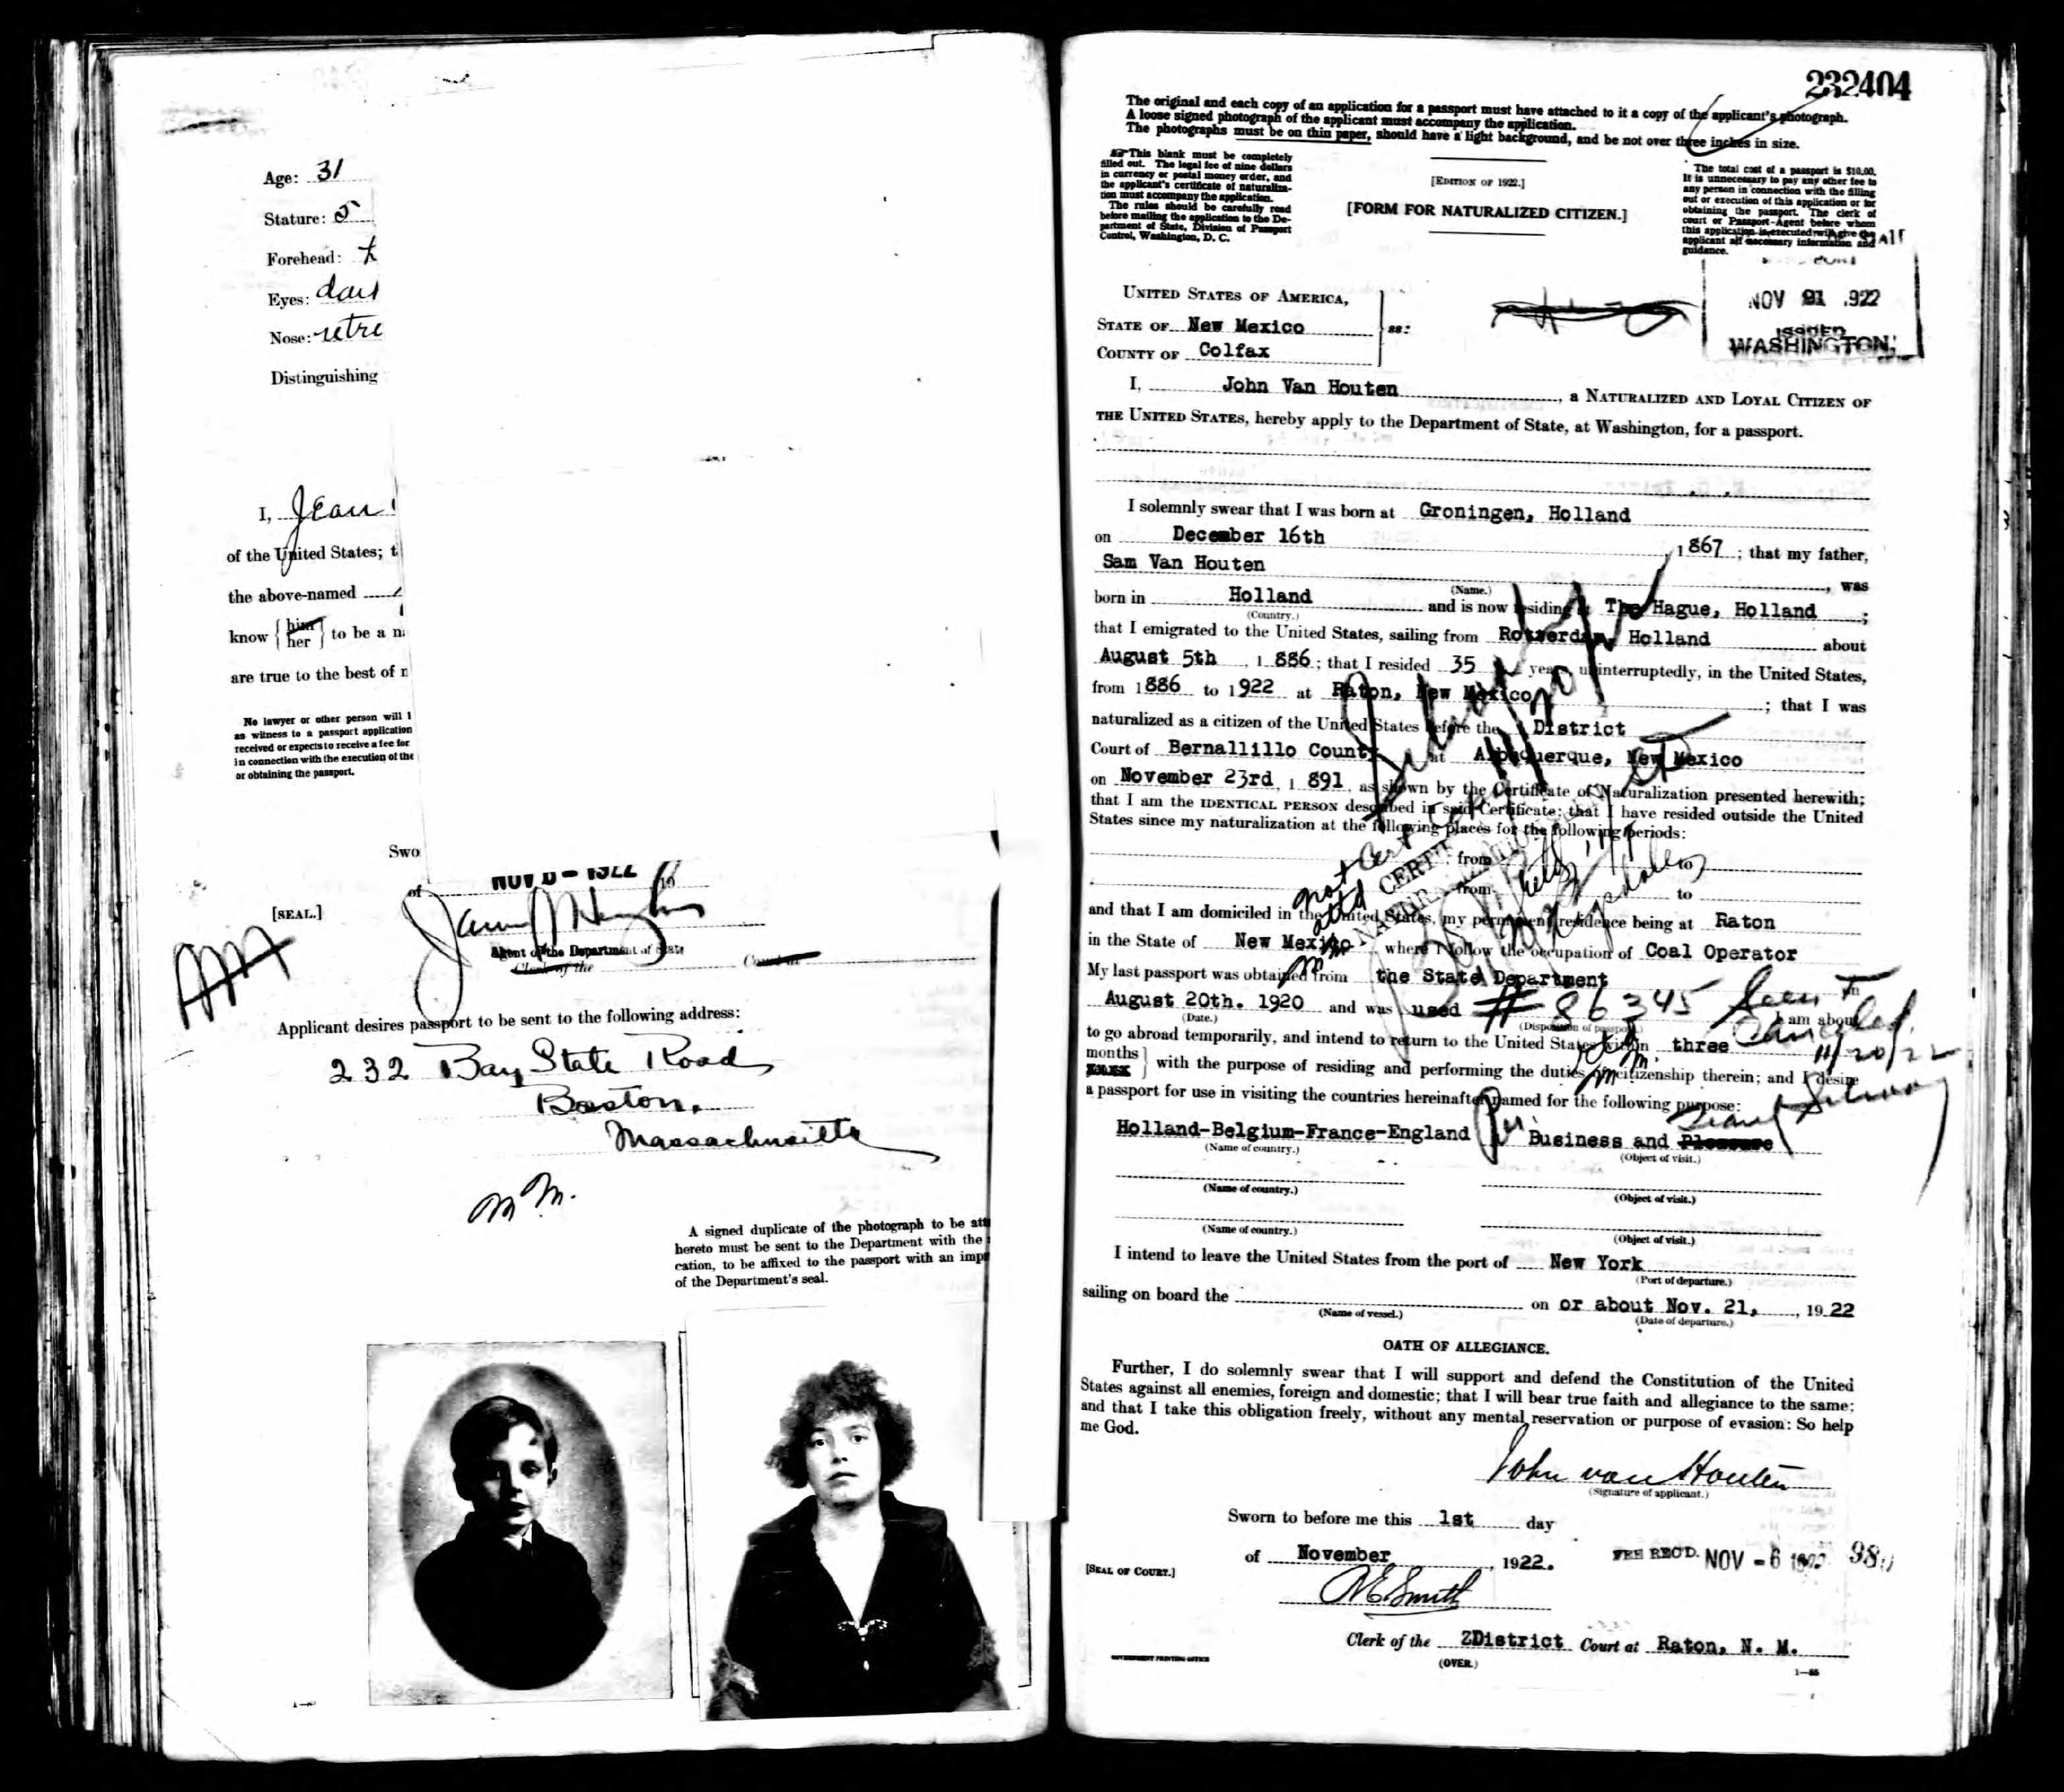 Age: 31
Stature: 5
Forehead:
Eyes: dar
Nose: retre
Distinguishing
I, Jean
of the United States; t
the above-named
know { him her } to be a n
are true to the best of
No lawyer or other person will
as witness to a passport application
received or expects to receive a fee for
in connection with the execution of the
or obtaining the passport.
Swo
of NOV 6 - 1922 19
[SEAL.]
Agent of the Department of State
Clerk of the Court at
Applicant desires passport to be sent to the following address:
232 Bay State Road
Boston,
Massachusetts
M M.
A signed duplicate of the photograph to be att
hereto must be sent to the Department with the
cation, to be affixed to the passport with an imp
of the Department's seal.
232404
The original and each copy of an application for a passport must have attached to it a copy of the applicant's photograph.
A loose signed photograph of the applicant must accompany the application.
The photographs must be on thin paper, should have a light background, and be not over three inches in size.
This blank must be completely
filled out. The legal fee of nine dollars
in currency or postal money order, and
the applicant's certificate of naturaliza-
tion must accompany the application.
The rules should be carefully read
before mailing the application to the De-
partment of State, Division of Passport
Control, Washington, D. C.
[EDITION OF 1922.]
[FORM FOR NATURALIZED CITIZEN.]
The total cost of a passport is $10.00.
It is unnecessary to pay any other fee to
any person in connection with the filling
out or execution of this application or for
obtaining the passport. The clerk of
court or Passport-Agent before whom
this application is executed will give the
applicant all necessary information and
guidance.
NOV 21 1922
ISSUED
WASHINGTON.
UNITED STATES OF AMERICA,
STATE OF New Mexico
ss:
COUNTY OF Colfax
I, John Van Houten, a NATURALIZED AND LOYAL CITIZEN OF
THE UNITED STATES, hereby apply to the Department of State, at Washington, for a passport.
I solemnly swear that I was born at Groningen, Holland
on December 16th, 1867; that my father,
Sam Van Houten, was
(Name.)
born in Holland and is now residing at The Hague, Holland;
(Country.)
that I emigrated to the United States, sailing from Rotterdam, Holland about
August 5th, 1886; that I resided 35 years, uninterruptedly, in the United States,
from 1886 to 1922 at Raton, New Mexico; that I was
naturalized as a citizen of the United States before the District
Court of Bernallillo County at Albuquerque, New Mexico
on November 23rd, 1891, as shown by the Certificate of Naturalization presented herewith;
that I am the IDENTICAL PERSON described in said Certificate; that I have resided outside the United
States since my naturalization at the following places for the following periods:
from to
from to
and that I am domiciled in the United States, my permanent residence being at Raton
in the State of New Mexico where I follow the occupation of Coal Operator
My last passport was obtained from the State Department on
August 20th. 1920 and was used # 86345 I am about
(Date.) (Disposition of passport.)
to go abroad temporarily, and intend to return to the United States within three 11/20/22
months with the purpose of residing and performing the duties of citizenship therein; and I desire
a passport for use in visiting the countries hereinafter named for the following purpose:
Holland-Belgium-France-England Business and Pleasure
(Name of country.) (Object of visit.)
(Name of country.) (Object of visit.)
(Name of country.) (Object of visit.)
I intend to leave the United States from the port of New York
(Port of departure.)
sailing on board the on or about Nov. 21, 1922
(Name of vessel.) (Date of departure.)
OATH OF ALLEGIANCE.
Further, I do solemnly swear that I will support and defend the Constitution of the United
States against all enemies, foreign and domestic; that I will bear true faith and allegiance to the same;
and that I take this obligation freely, without any mental reservation or purpose of evasion: So help
me God.
John van Houten
(Signature of applicant.)
Sworn to before me this 1st day
of November, 1922.
FEE REC'D. NOV - 6 1922
[SEAL OF COURT.]
Smith
Clerk of the ZDistrict Court at Raton, N. M.
GOVERNMENT PRINTING OFFICE
(OVER.)
1—85